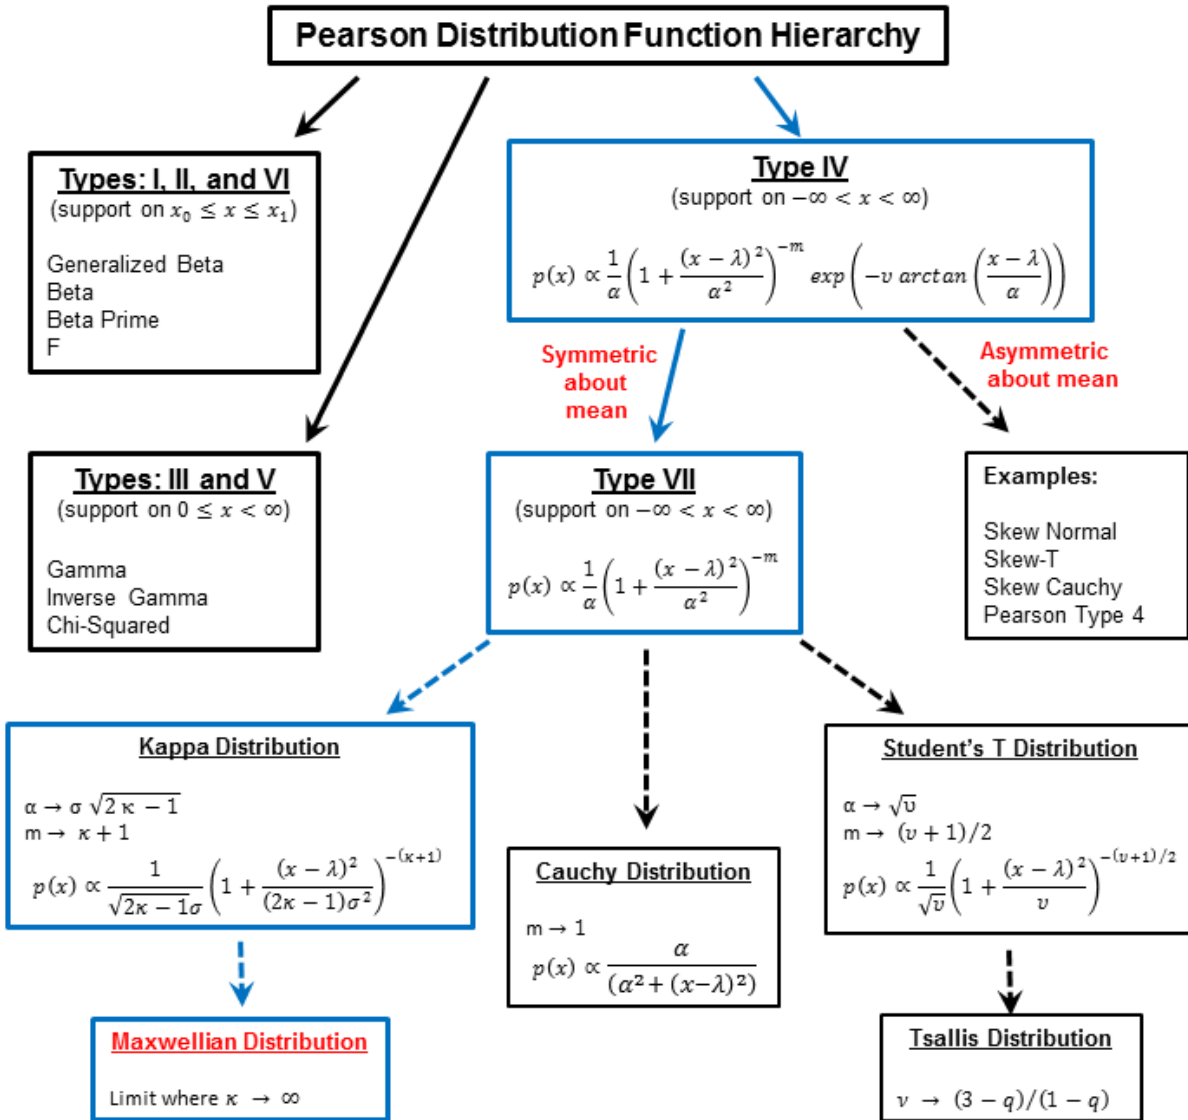 Pearson Distribution Function Hierarchy
Types: I, II, and VI
(support on x₀ ≤ x ≤ x₁)
Generalized Beta
Beta
Beta Prime
F
Type IV
(support on −∞ < x < ∞)
p(x) ∝ 1/α (1 + (x − λ)²/α²)^−m exp(−v arctan((x − λ)/α))
Symmetric
about
mean
Asymmetric
about mean
Types: III and V
(support on 0 ≤ x < ∞)
Gamma
Inverse Gamma
Chi-Squared
Type VII
(support on −∞ < x < ∞)
p(x) ∝ 1/α (1 + (x − λ)²/α²)^−m
Examples:
Skew Normal
Skew-T
Skew Cauchy
Pearson Type 4
Kappa Distribution
α → σ √(2 κ − 1)
m → κ + 1
p(x) ∝ 1/(√(2κ − 1)σ) (1 + (x − λ)²/((2κ − 1)σ²))^−(κ+1)
Cauchy Distribution
m → 1
p(x) ∝ α/(α² + (x−λ)²)
Student's T Distribution
α → √υ
m → (υ + 1)/2
p(x) ∝ 1/√υ (1 + (x − λ)²/υ)^−(υ+1)/2
Maxwellian Distribution
Limit where κ → ∞
Tsallis Distribution
ν → (3 − q)/(1 − q)